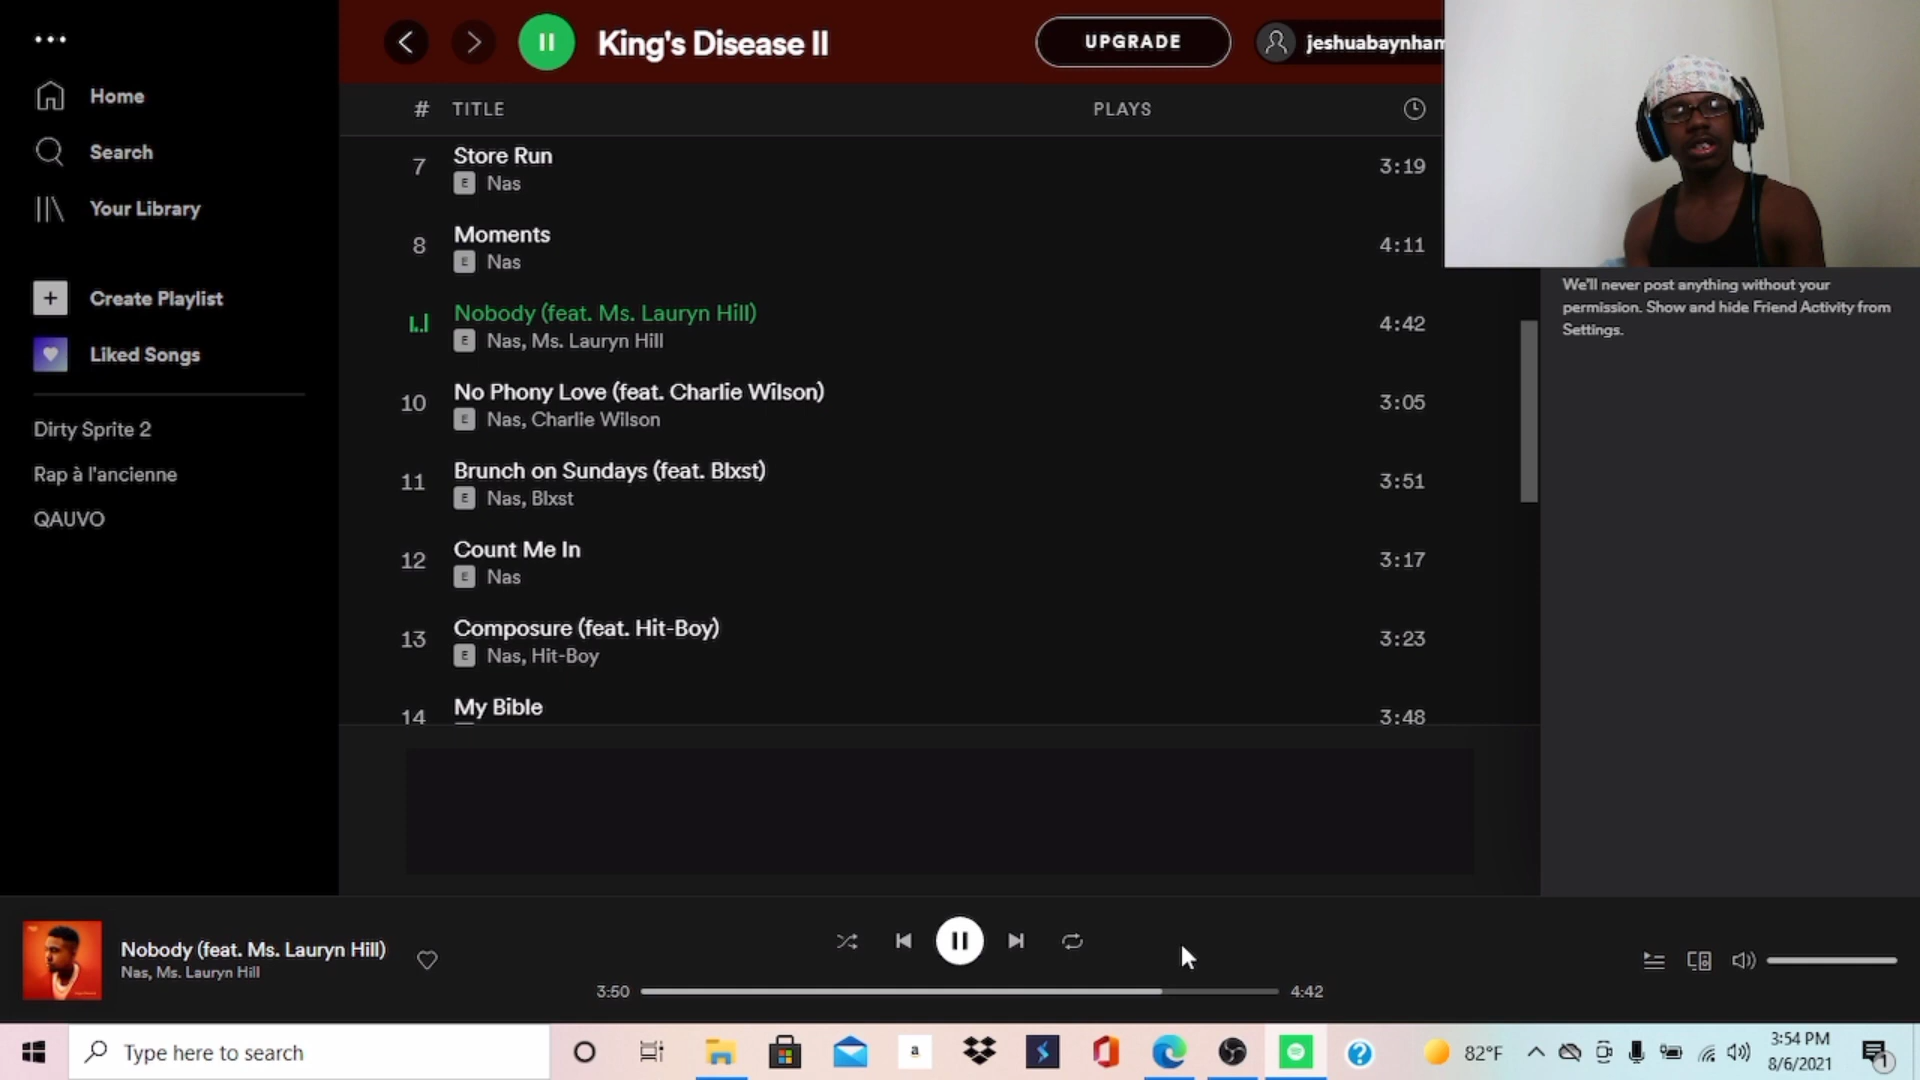 King's Disease II
UPGRADE
jeshuabaynham
Home
Search
Your Library
Create Playlist
Liked Songs
Dirty Sprite 2
Rap à l'ancienne
QAUVO
# TITLE PLAYS
7 Store Run 3:19
E Nas
8 Moments 4:11
E Nas
Nobody (feat. Ms. Lauryn Hill) 4:42
E Nas, Ms. Lauryn Hill
10 No Phony Love (feat. Charlie Wilson) 3:05
E Nas, Charlie Wilson
11 Brunch on Sundays (feat. Blxst) 3:51
E Nas, Blxst
12 Count Me In 3:17
E Nas
13 Composure (feat. Hit-Boy) 3:23
E Nas, Hit-Boy
14 My Bible 3:48
We'll never post anything without your
permission. Show and hide Friend Activity from
Settings.
Nobody (feat. Ms. Lauryn Hill)
Nas, Ms. Lauryn Hill
3:50 4:42
Type here to search
a
82°F
3:54 PM
8/6/2021
1